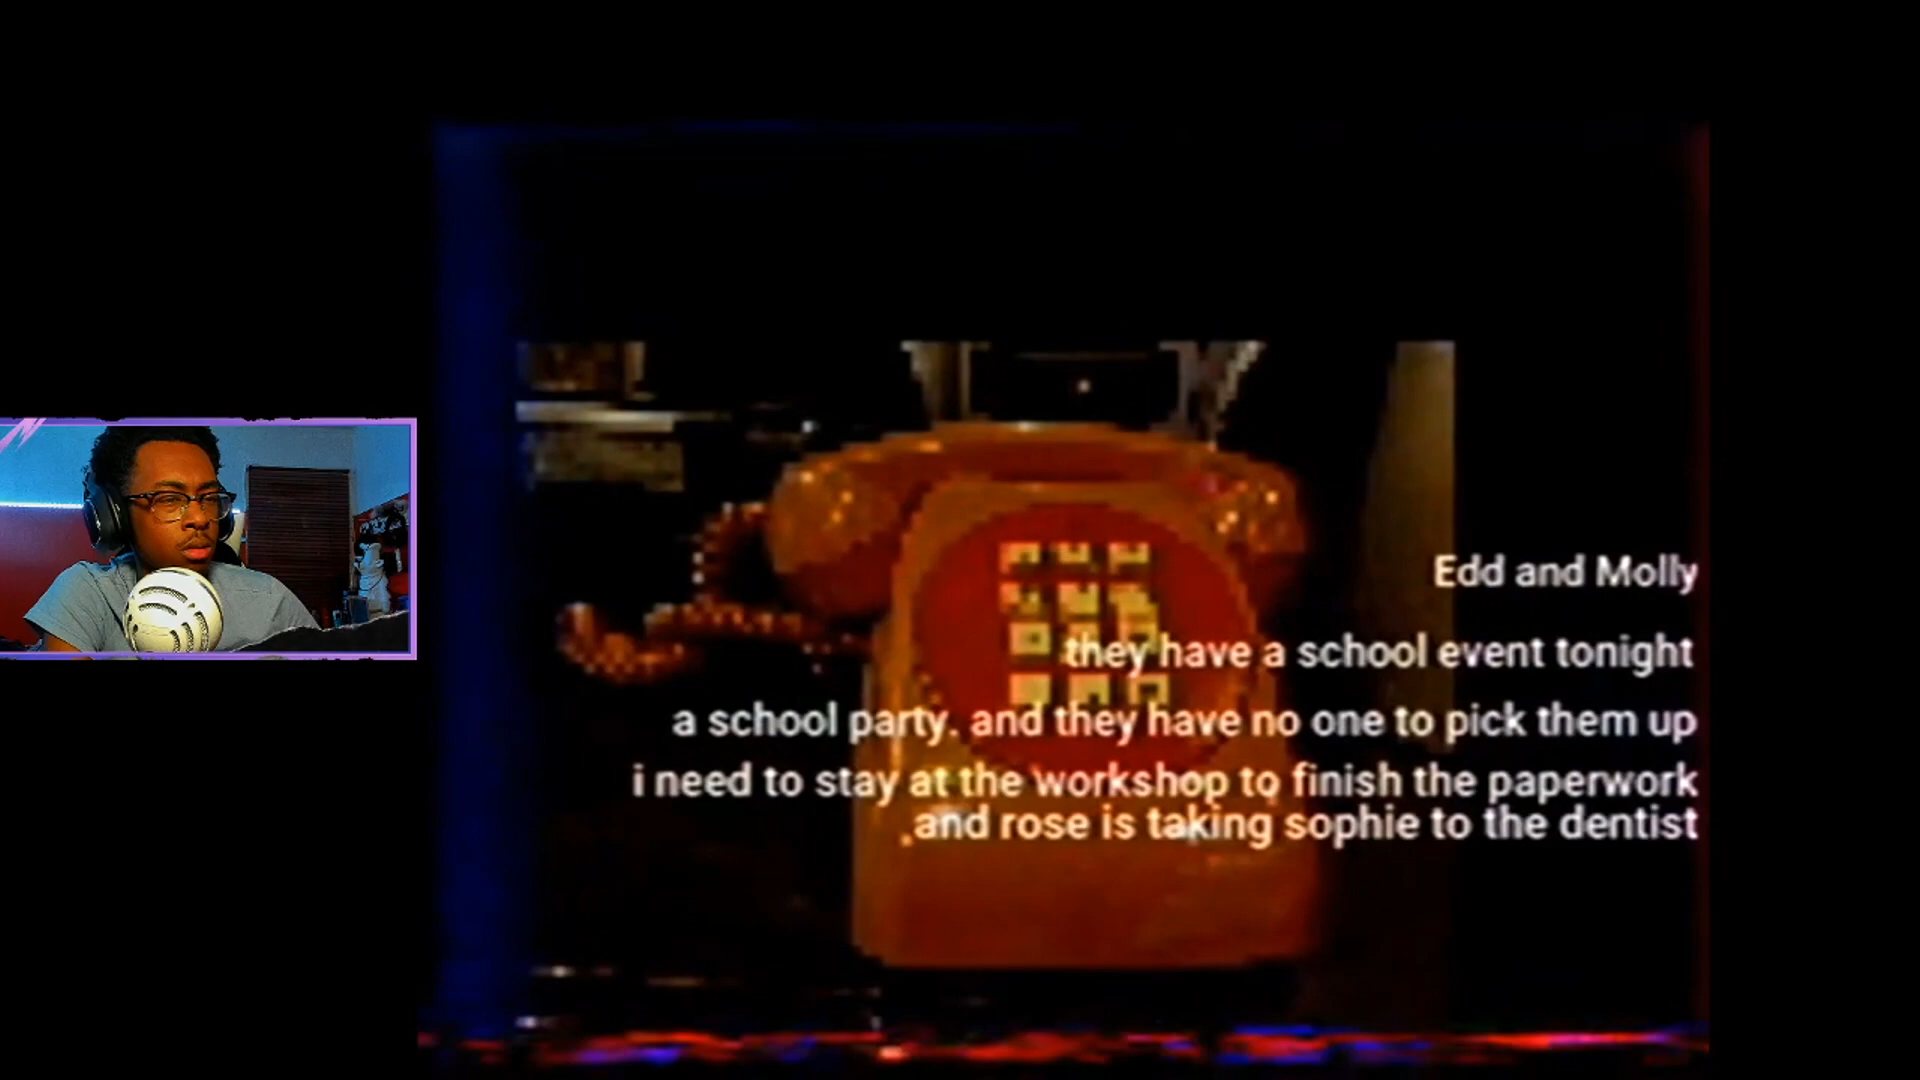 Edd and Molly
they have a school event tonight
a school party. and they have no one to pick them up
i need to stay at the workshop to finish the paperwork
and rose is taking sophie to the dentist